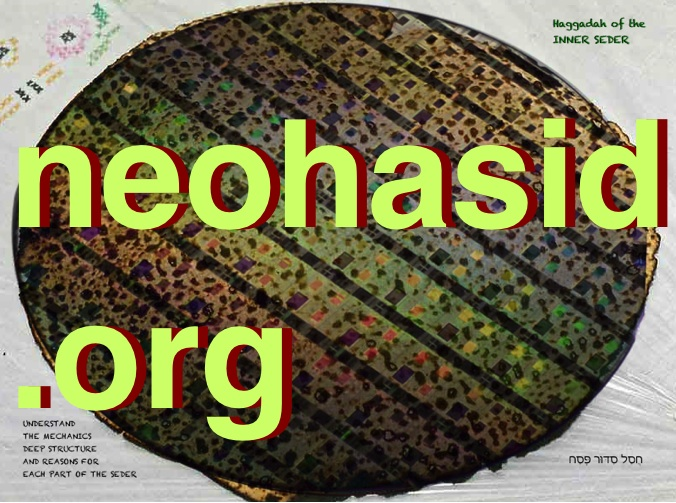 Haggadah of the
INNER SEDER
neohasid
.org
UNDERSTAND
THE MECHANICS
DEEP STRUCTURE
AND REASONS FOR
EACH PART OF THE SEDER
חסל סדור פסח